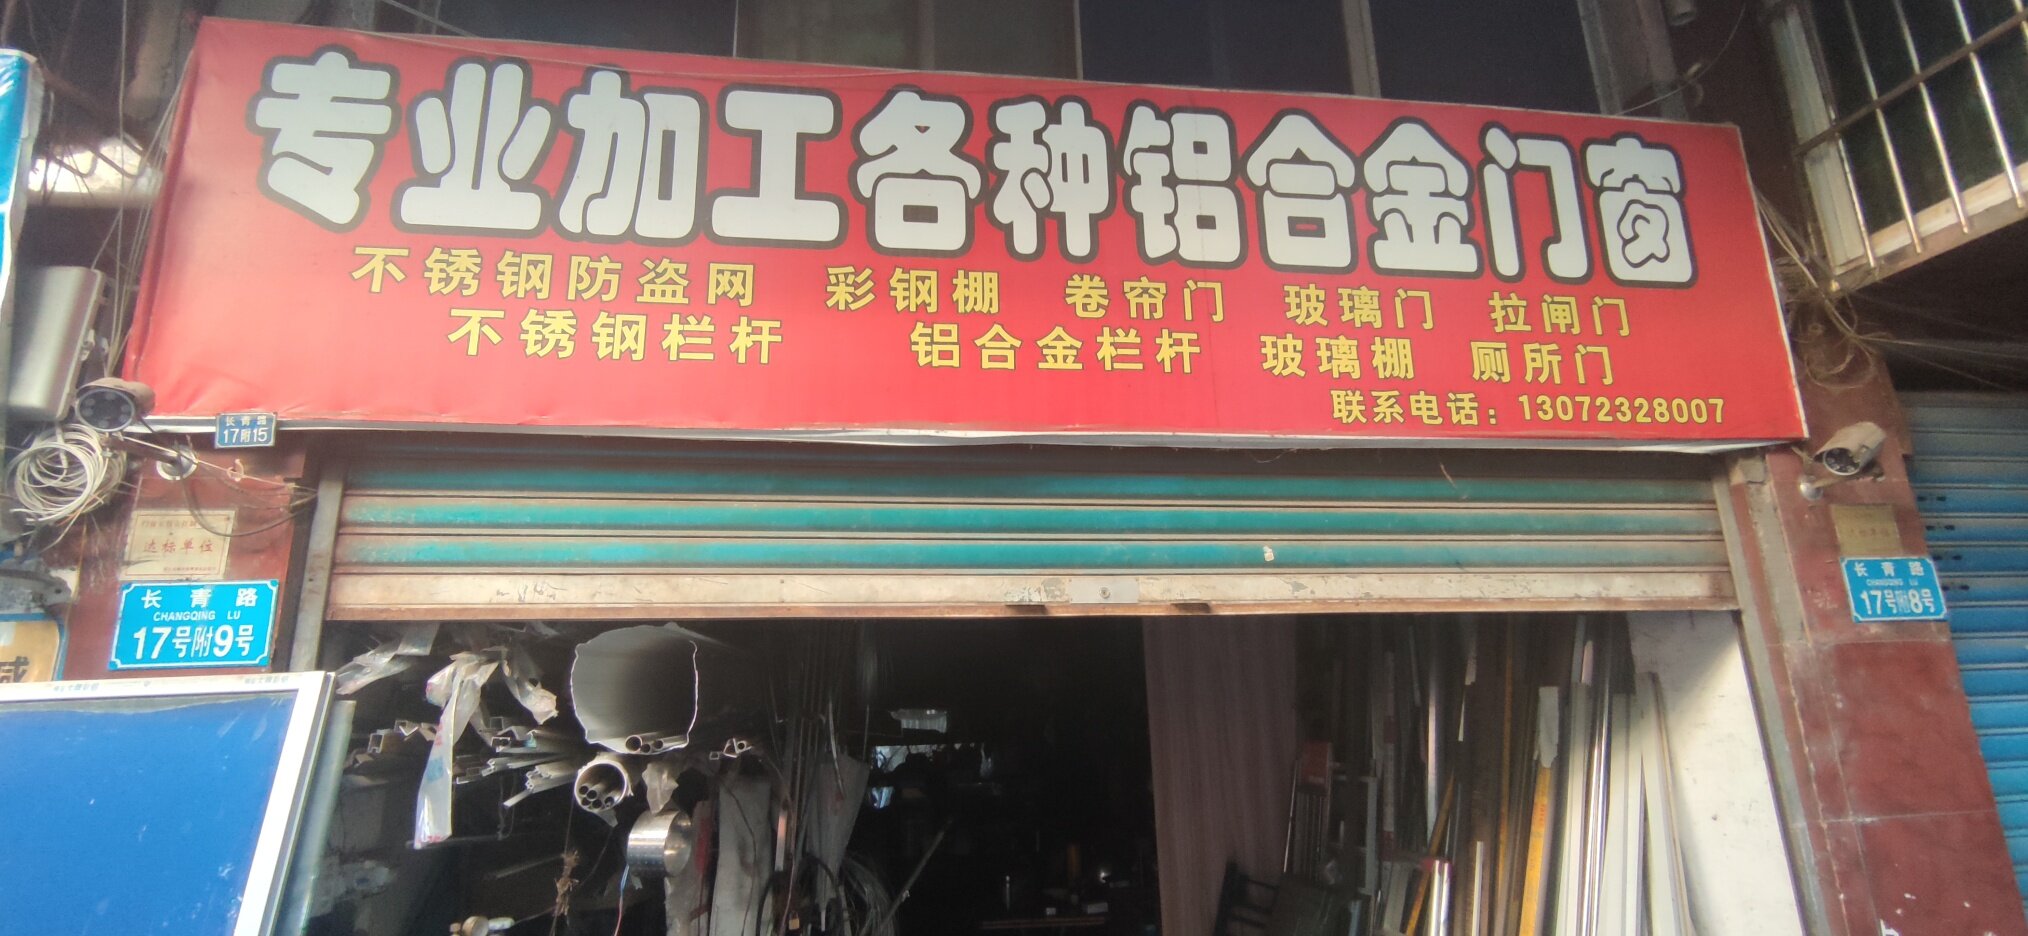 专业加工各种铝合金门窗
不锈钢防盗网 彩钢棚 卷帘门 玻璃门 拉闸门
不锈钢栏杆 铝合金栏杆 玻璃棚 厕所门
联系电话：13072328007
长青路
17附15
达标单位
长青路
CHANGQING LU
17号附9号
长青路
CHANGQING LU
17号附8号